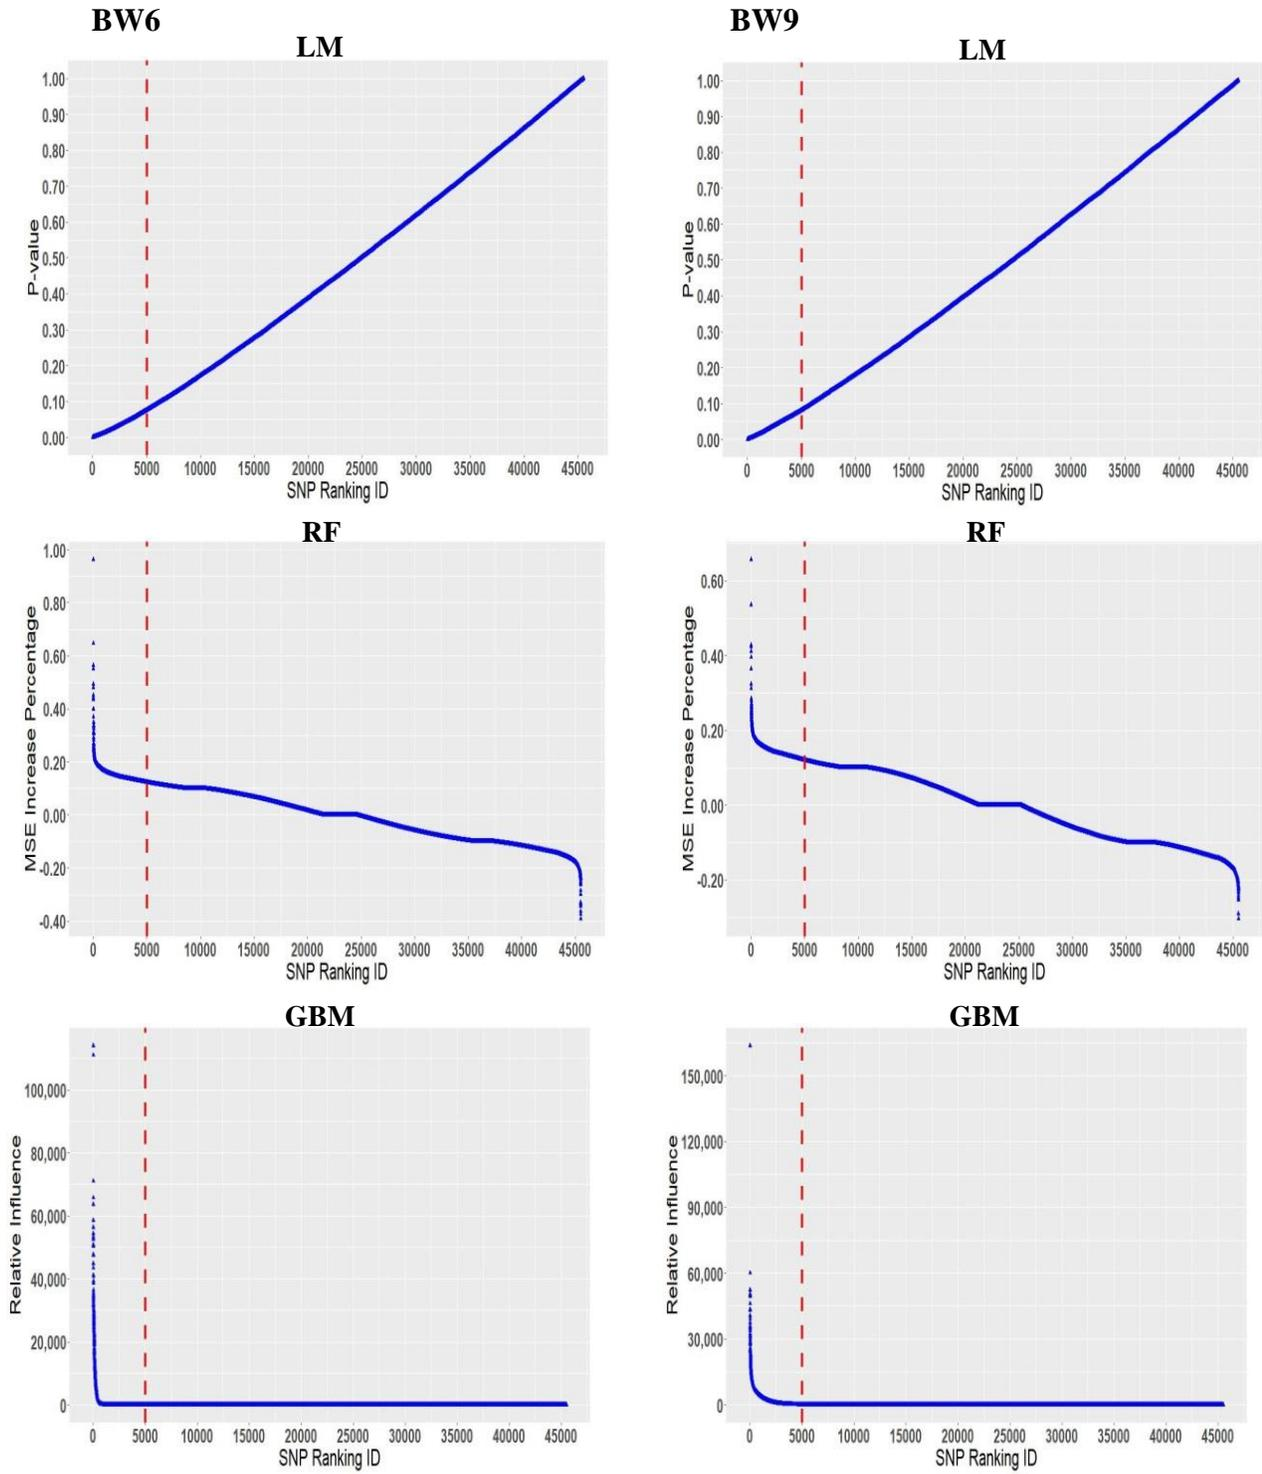 BW6
BW9
LM
1.00
0.90
0.80
0.70
0.60
0.50
0.40
0.30
0.20
0.10
0.00
P-value
0 5000 10000 15000 20000 25000 30000 35000 40000 45000
SNP Ranking ID
LM
1.00
0.90
0.80
0.70
0.60
0.50
0.40
0.30
0.20
0.10
0.00
P-value
0 5000 10000 15000 20000 25000 30000 35000 40000 45000
SNP Ranking ID
RF
1.00
0.80
0.60
0.40
0.20
0.00
-0.20
-0.40
MSE Increase Percentage
0 5000 10000 15000 20000 25000 30000 35000 40000 45000
SNP Ranking ID
RF
0.60
0.40
0.20
0.00
-0.20
MSE Increase Percentage
0 5000 10000 15000 20000 25000 30000 35000 40000 45000
SNP Ranking ID
GBM
100,000
80,000
60,000
40,000
20,000
0
Relative Influence
0 5000 10000 15000 20000 25000 30000 35000 40000 45000
SNP Ranking ID
GBM
150,000
120,000
90,000
60,000
30,000
0
Relative Influence
0 5000 10000 15000 20000 25000 30000 35000 40000 45000
SNP Ranking ID